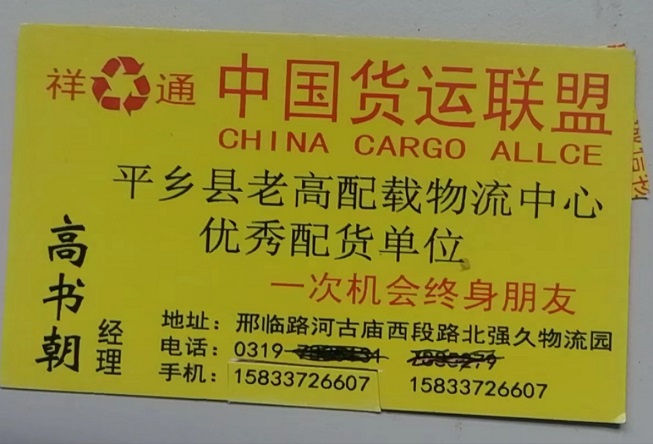 祥通 中国货运联盟
CHINA CARGO ALLCE
平乡县老高配载物流中心
优秀配货单位
一次机会终身朋友
高书朝 经理
地址：邢临路河古庙西段路北强久物流园
电话：0319
手机：15833726607 15833726607